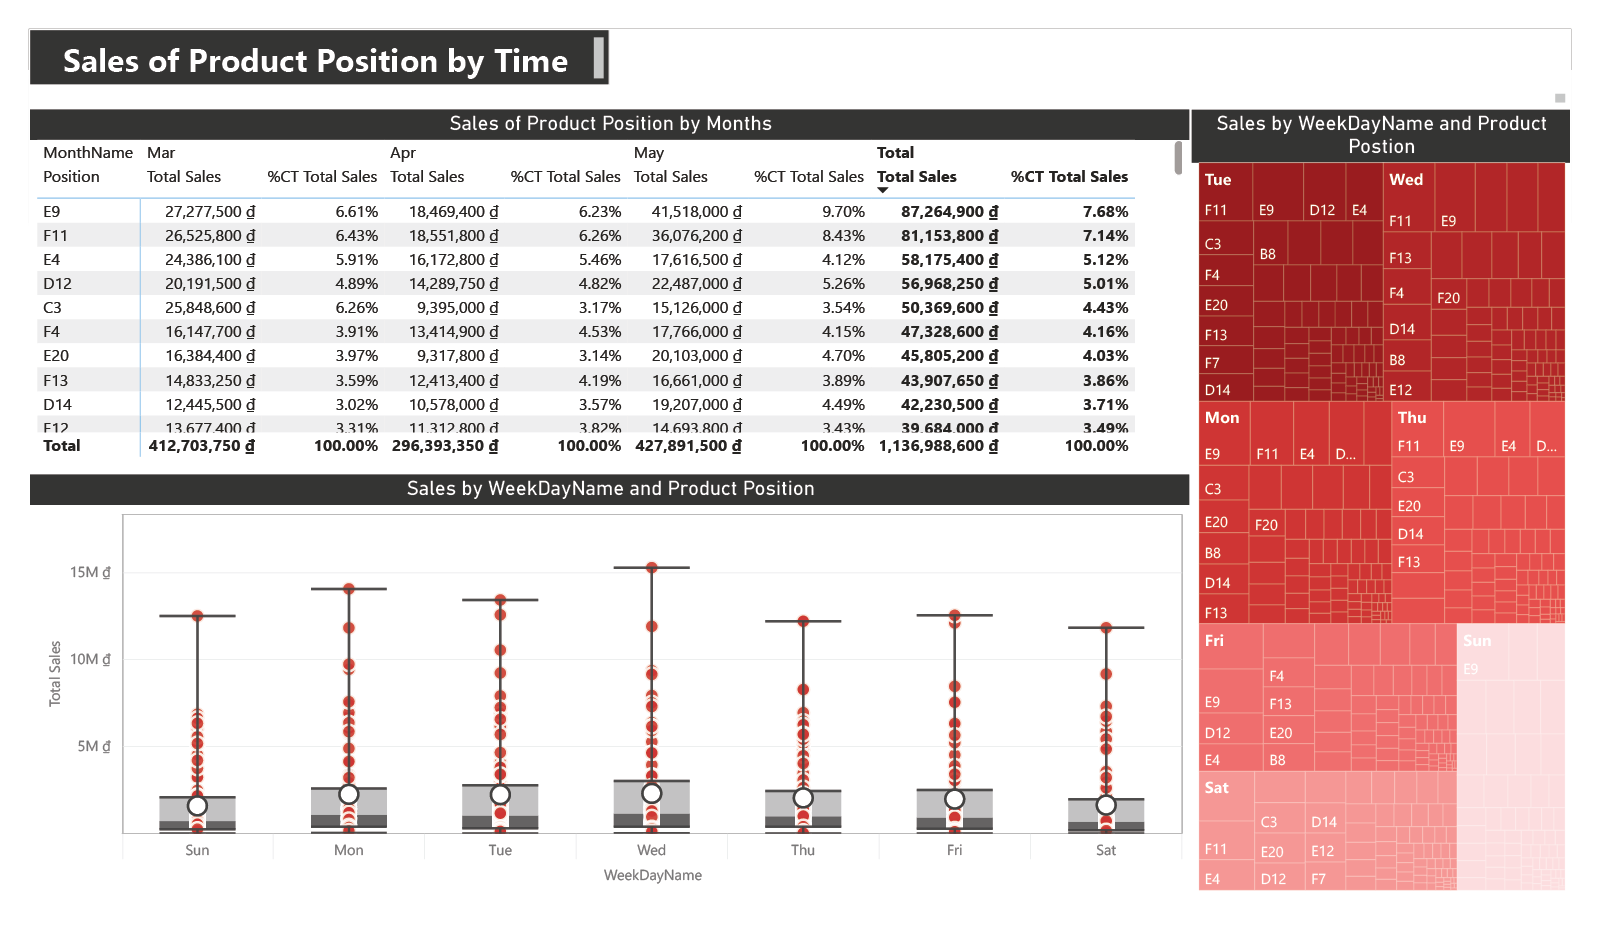 Sales of Product Position by Time
Sales of Product Position by Months
MonthName Mar Apr May Total
Position Total Sales %CT Total Sales Total Sales %CT Total Sales Total Sales %CT Total Sales Total Sales %CT Total Sales
E9 27,277,500 ₫ 6.61% 18,469,400 ₫ 6.23% 41,518,000 ₫ 9.70% 87,264,900 ₫ 7.68%
F11 26,525,800 ₫ 6.43% 18,551,800 ₫ 6.26% 36,076,200 ₫ 8.43% 81,153,800 ₫ 7.14%
E4 24,386,100 ₫ 5.91% 16,172,800 ₫ 5.46% 17,616,500 ₫ 4.12% 58,175,400 ₫ 5.12%
D12 20,191,500 ₫ 4.89% 14,289,750 ₫ 4.82% 22,487,000 ₫ 5.26% 56,968,250 ₫ 5.01%
C3 25,848,600 ₫ 6.26% 9,395,000 ₫ 3.17% 15,126,000 ₫ 3.54% 50,369,600 ₫ 4.43%
F4 16,147,700 ₫ 3.91% 13,414,900 ₫ 4.53% 17,766,000 ₫ 4.15% 47,328,600 ₫ 4.16%
E20 16,384,400 ₫ 3.97% 9,317,800 ₫ 3.14% 20,103,000 ₫ 4.70% 45,805,200 ₫ 4.03%
F13 14,833,250 ₫ 3.59% 12,413,400 ₫ 4.19% 16,661,000 ₫ 3.89% 43,907,650 ₫ 3.86%
D14 12,445,500 ₫ 3.02% 10,578,000 ₫ 3.57% 19,207,000 ₫ 4.49% 42,230,500 ₫ 3.71%
E12 13,677,400 ₫ 3.31% 11,312,800 ₫ 3.82% 14,693,800 ₫ 3.43% 39,684,000 ₫ 3.49%
Total 412,703,750 ₫ 100.00% 296,393,350 ₫ 100.00% 427,891,500 ₫ 100.00% 1,136,988,600 ₫ 100.00%
Sales by WeekDayName and Product Position
15M ₫
10M ₫
5M ₫
Total Sales
Sun Mon Tue Wed Thu Fri Sat
WeekDayName
Sales by WeekDayName and Product
Postion
Tue
F11 E9 D12 E4
C3 B8
F4
E20
F13
F7
D14
Wed
F11 E9
F13
F4 F20
D14
B8
E12
Mon
E9 F11 E4 D...
C3
E20 F20
B8
D14
F13
Thu
F11 E9 E4 D...
C3
E20
D14
F13
Fri
F4
E9 F13
D12 E20
E4 B8
Sun
E9
Sat
C3 D14
F11 E20 E12
E4 D12 F7